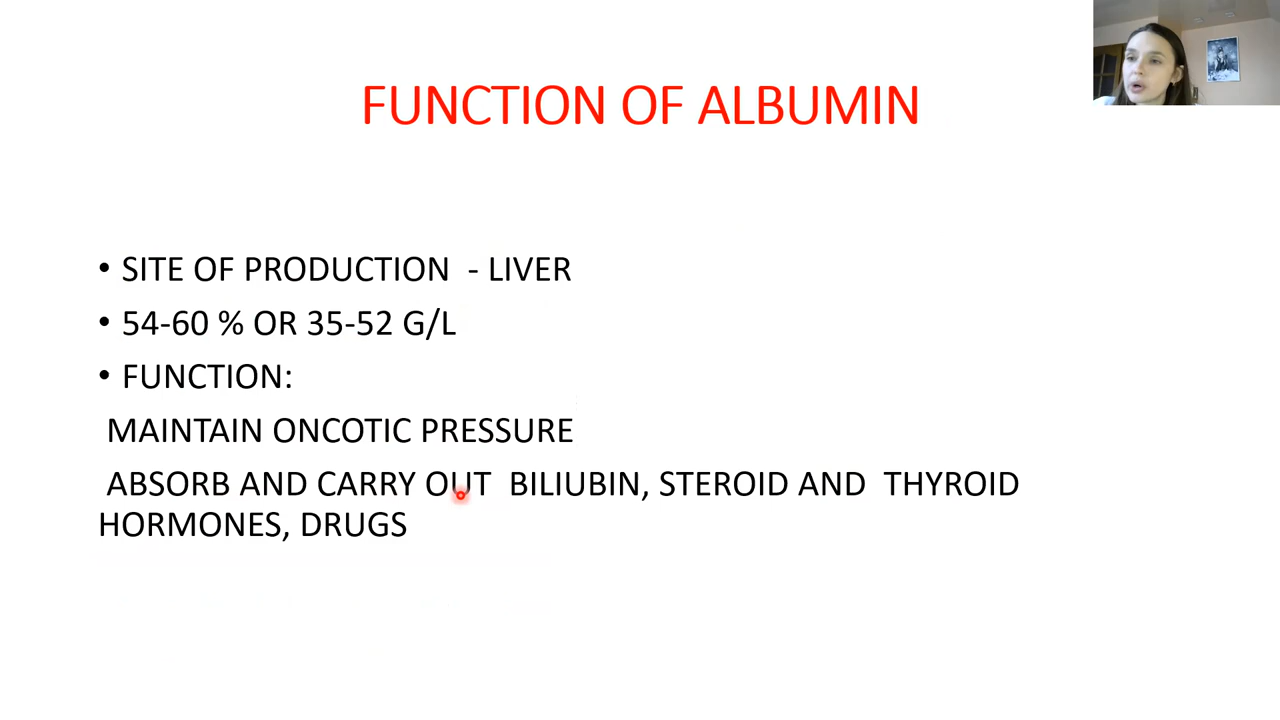 FUNCTION OF ALBUMIN
• SITE OF PRODUCTION - LIVER
• 54-60 % OR 35-52 G/L
• FUNCTION:
MAINTAIN ONCOTIC PRESSURE
ABSORB AND CARRY OUT BILIUBIN, STEROID AND THYROID
HORMONES, DRUGS